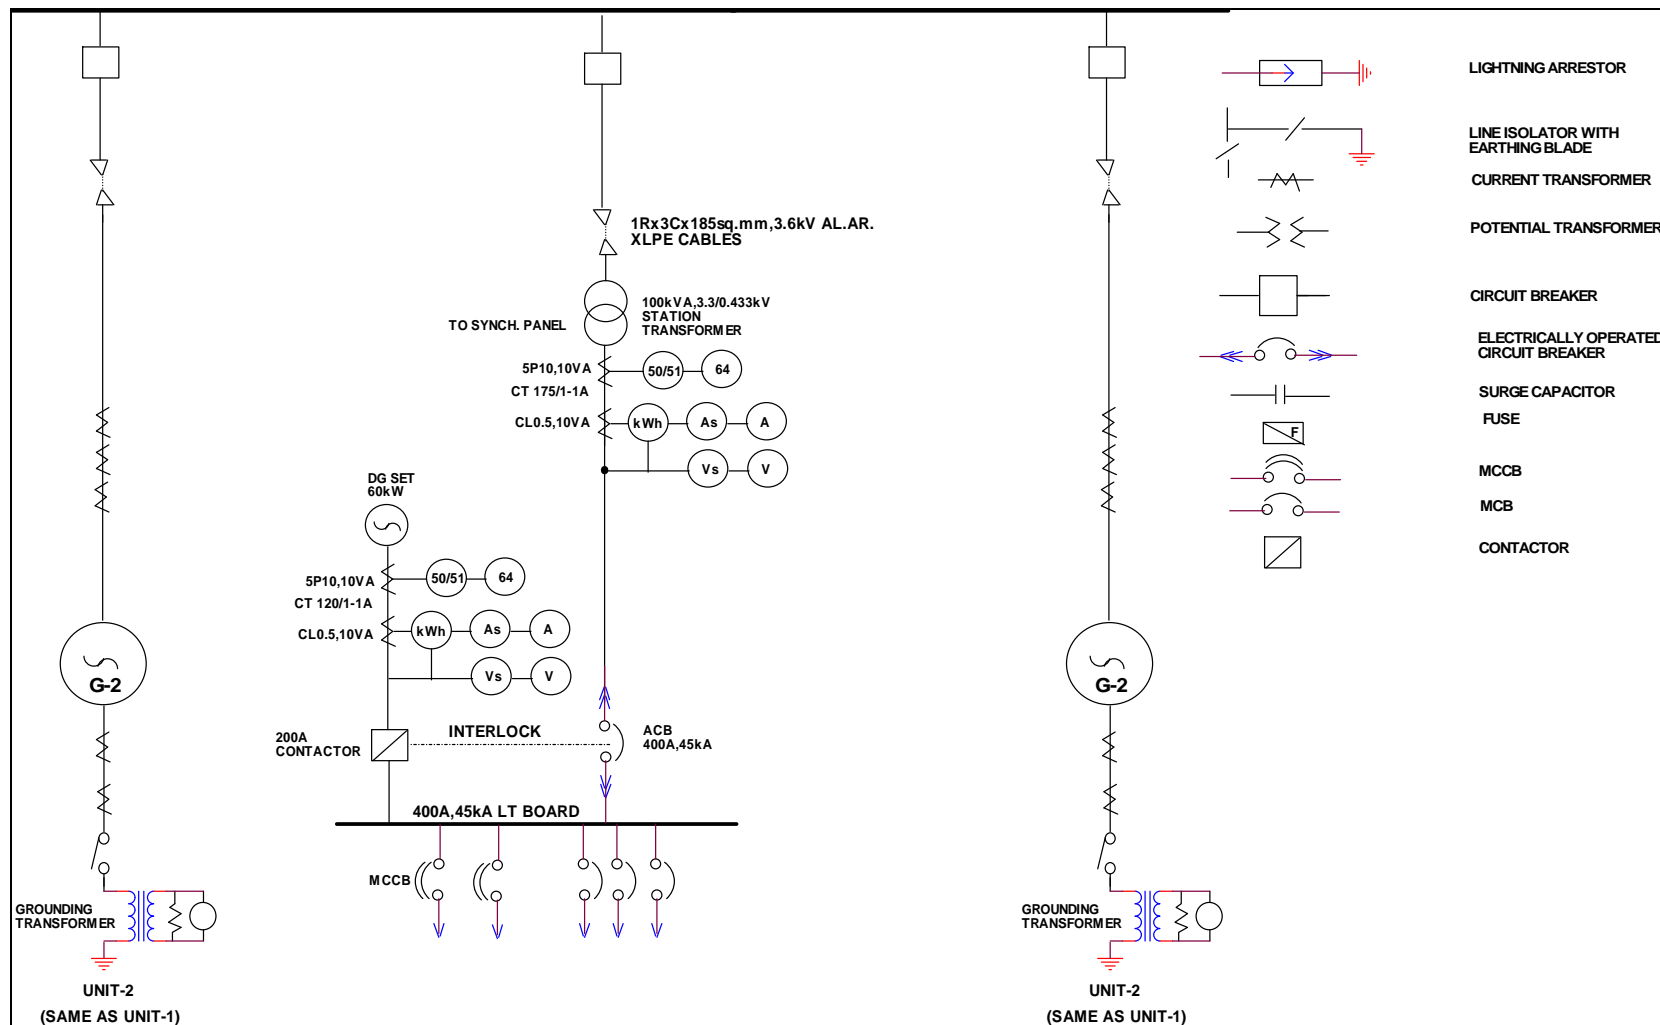 LIGHTNING ARRESTOR
LINE ISOLATOR WITH
EARTHING BLADE
CURRENT TRANSFORMER
POTENTIAL TRANSFORMER
CIRCUIT BREAKER
ELECTRICALLY OPERATED
CIRCUIT BREAKER
SURGE CAPACITOR
FUSE
F
MCCB
MCB
CONTACTOR
1Rx3Cx185sq.mm,3.6kV AL.AR.
XLPE CABLES
100kVA,3.3/0.433kV
STATION
TRANSFORMER
TO SYNCH. PANEL
5P10,10VA
50/51
64
CT 175/1-1A
CL0.5,10VA
kWh
As
A
Vs
V
DG SET
60kW
5P10,10VA
50/51
64
CT 120/1-1A
CL0.5,10VA
kWh
As
A
Vs
V
G-2
G-2
200A
CONTACTOR
INTERLOCK
ACB
400A,45kA
400A,45kA LT BOARD
MCCB
GROUNDING
TRANSFORMER
GROUNDING
TRANSFORMER
UNIT-2
(SAME AS UNIT-1)
UNIT-2
(SAME AS UNIT-1)